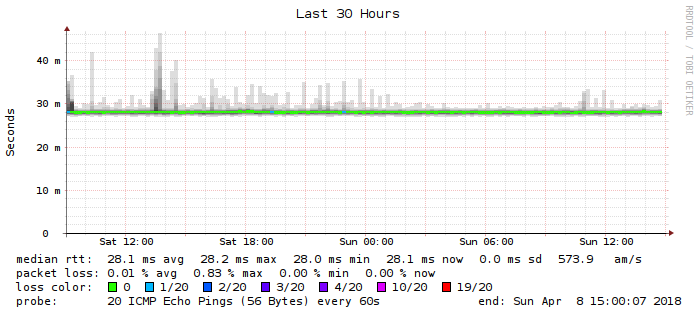 Last 30 Hours
RRDTOOL / TOBI OETIKER
Seconds
40 m
30 m
20 m
10 m
0
Sat 12:00 Sat 18:00 Sun 00:00 Sun 06:00 Sun 12:00
median rtt: 28.1 ms avg 28.2 ms max 28.0 ms min 28.1 ms now 0.0 ms sd 573.9 am/s
packet loss: 0.01 % avg 0.83 % max 0.00 % min 0.00 % now
loss color: 0 1/20 2/20 3/20 4/20 10/20 19/20
probe: 20 ICMP Echo Pings (56 Bytes) every 60s end: Sun Apr 8 15:00:07 2018